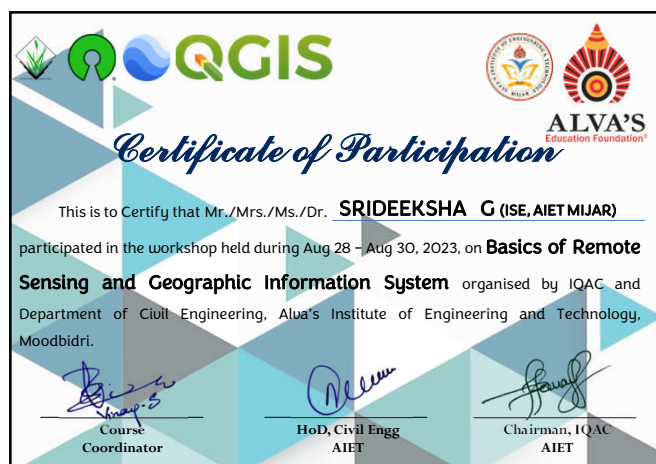 QGIS
ALVA'S
Education Foundation®
Certificate of Participation
This is to Certify that Mr./Mrs./Ms./Dr. SRIDEEKSHA G (ISE, AIET MIJAR)
participated in the workshop held during Aug 28 – Aug 30, 2023, on Basics of Remote
Sensing and Geographic Information System organised by IQAC and
Department of Civil Engineering, Alva's Institute of Engineering and Technology,
Moodbidri.
Vinay.S
Course
Coordinator
HoD, Civil Engg
AIET
Chairman, IQAC
AIET